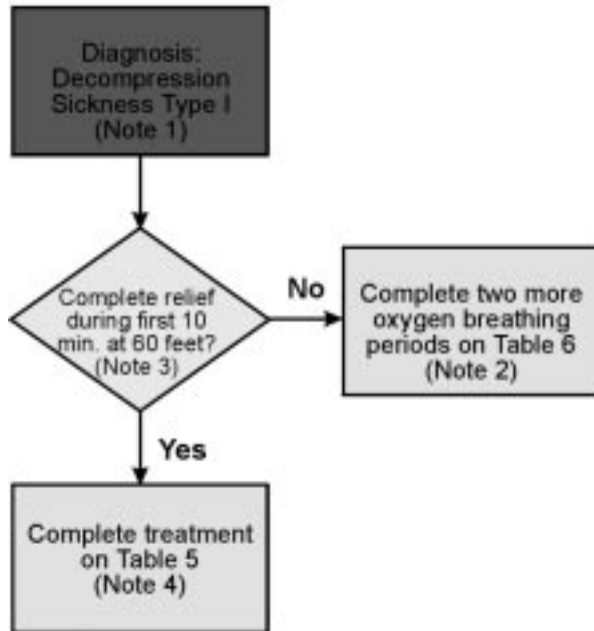 Diagnosis:
Decompression
Sickness Type I
(Note 1)
Complete relief
during first 10
min. at 60 feet?
(Note 3)
No
Complete two more
oxygen breathing
periods on Table 6
(Note 2)
Yes
Complete treatment
on Table 5
(Note 4)